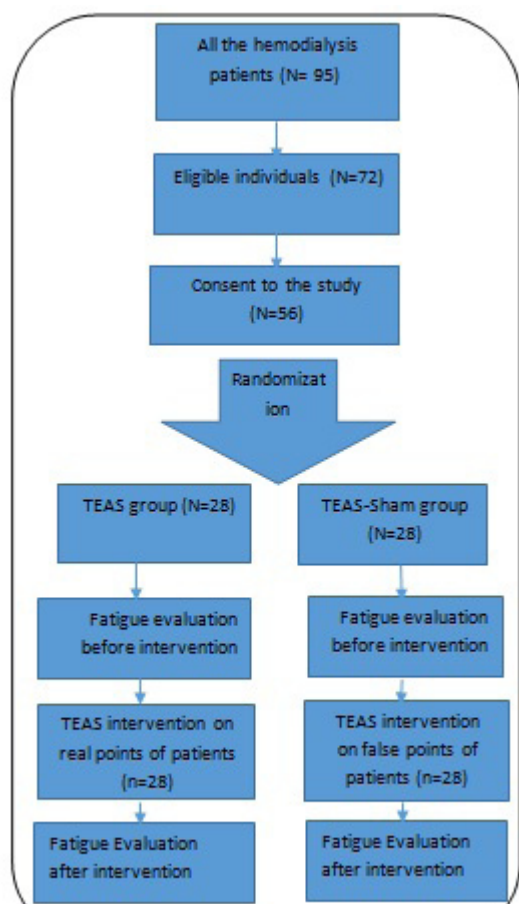 All the hemodialysis
patients (N= 95)
Eligible individuals (N=72)
Consent to the study
(N=56)
Randomizat
ion
TEAS group (N=28)
TEAS-Sham group
(N=28)
Fatigue evaluation
before intervention
Fatigue evaluation
before intervention
TEAS intervention on
real points of patients
(n=28)
TEAS intervention
on false points of
patients (n=28)
Fatigue Evaluation
after intervention
Fatigue Evaluation
after intervention